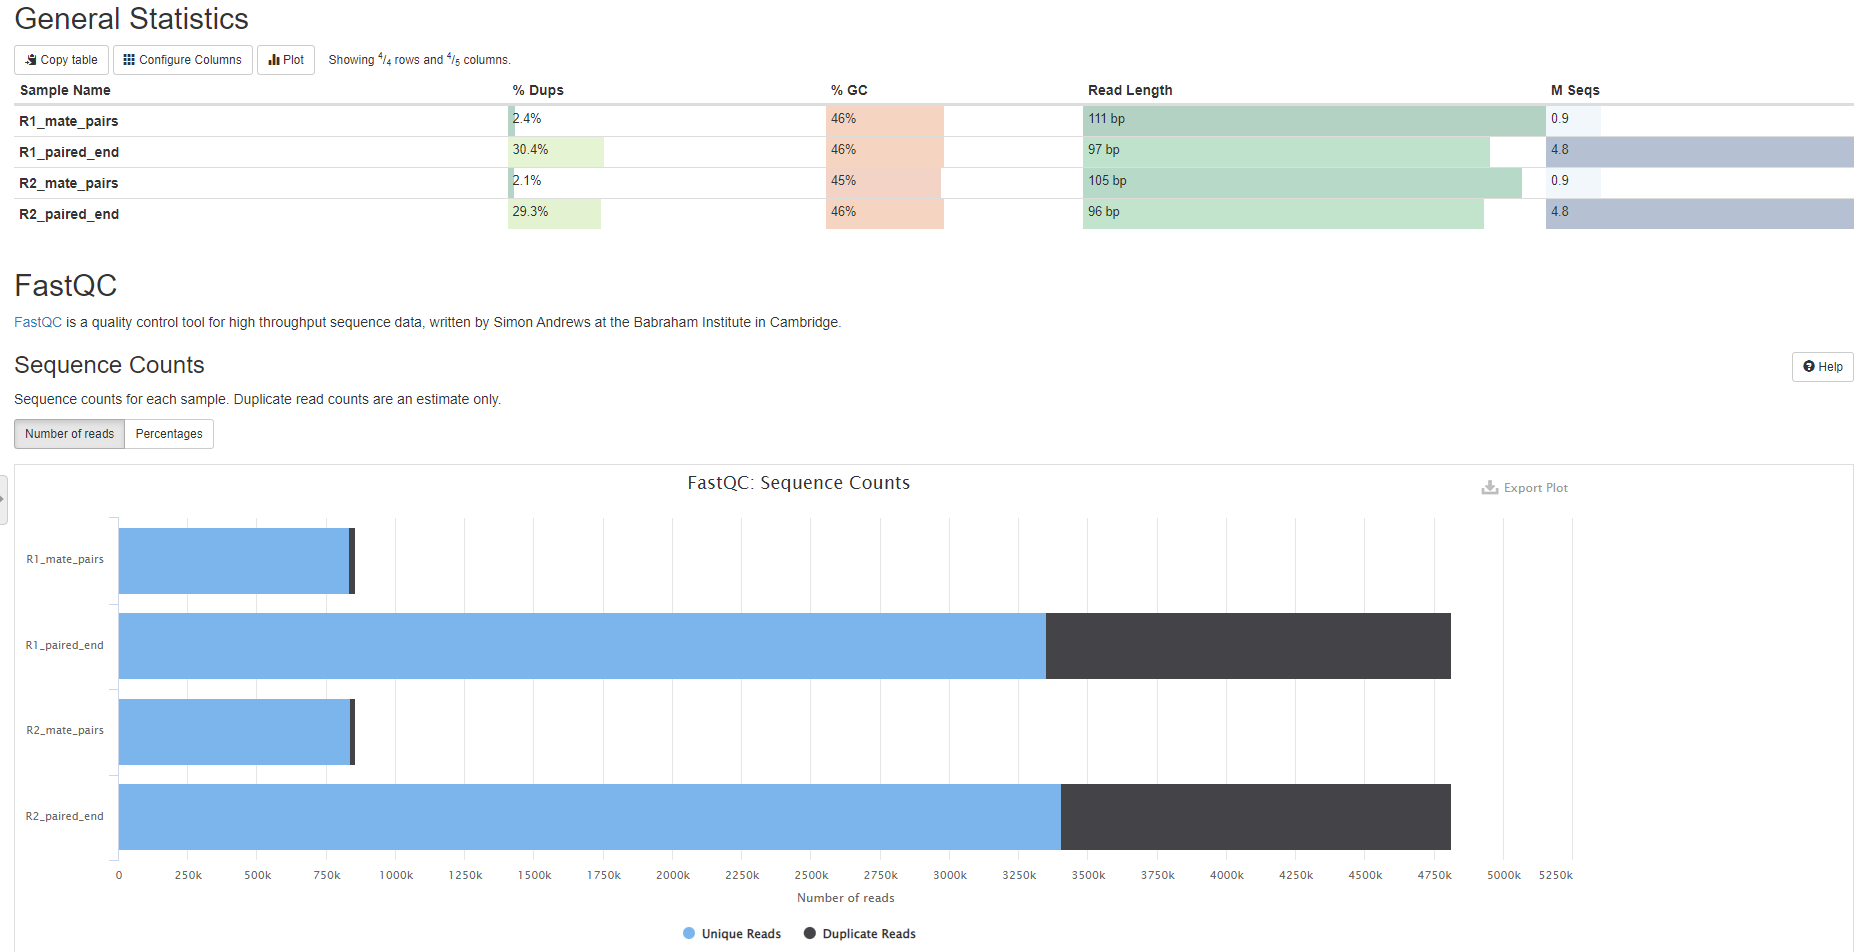 General Statistics
Copy table Configure Columns Plot Showing 4/4 rows and 4/5 columns.
Sample Name % Dups % GC Read Length M Seqs
R1_mate_pairs 2.4% 46% 111 bp 0.9
R1_paired_end 30.4% 46% 97 bp 4.8
R2_mate_pairs 2.1% 45% 105 bp 0.9
R2_paired_end 29.3% 46% 96 bp 4.8
FastQC
FastQC is a quality control tool for high throughput sequence data, written by Simon Andrews at the Babraham Institute in Cambridge.
Sequence Counts
Help
Sequence counts for each sample. Duplicate read counts are an estimate only.
Number of reads Percentages
FastQC: Sequence Counts
Export Plot
R1_mate_pairs
R1_paired_end
R2_mate_pairs
R2_paired_end
0 250k 500k 750k 1000k 1250k 1500k 1750k 2000k 2250k 2500k 2750k 3000k 3250k 3500k 3750k 4000k 4250k 4500k 4750k 5000k 5250k
Number of reads
Unique Reads Duplicate Reads